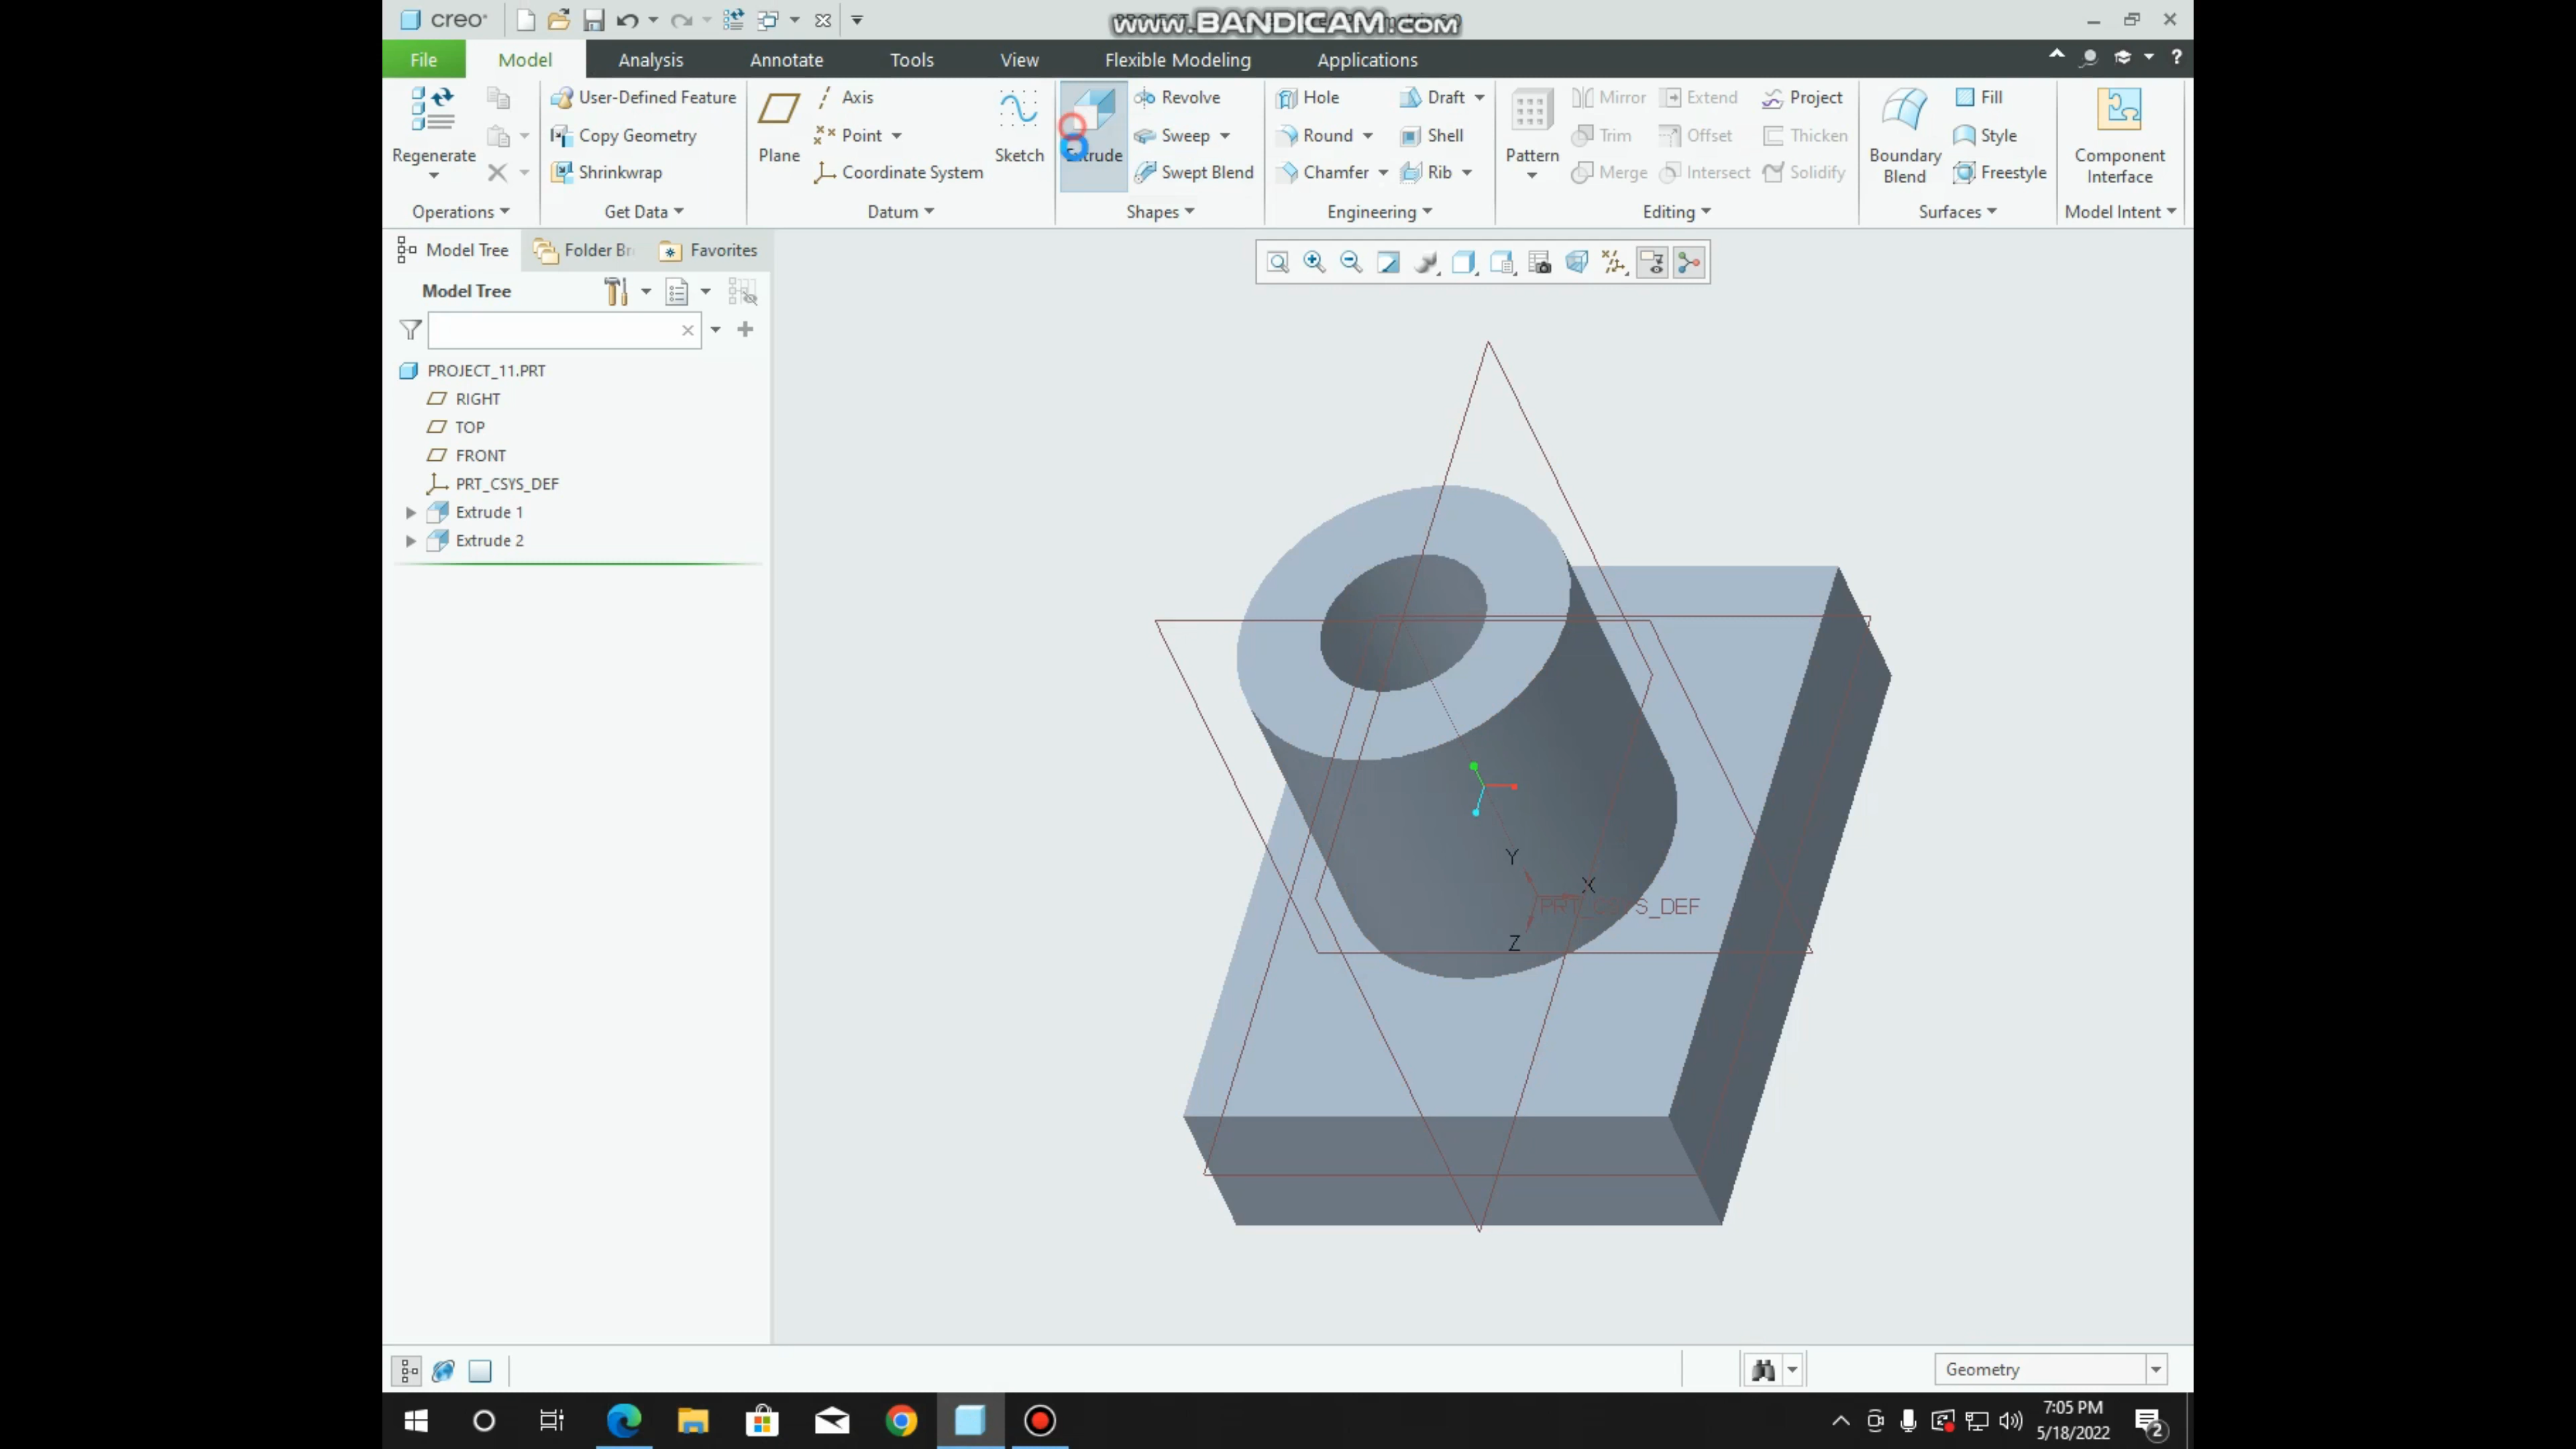 creo
www.BANDICAM.com
File Model Analysis Annotate Tools View Flexible Modeling Applications
Regenerate
Operations
User-Defined Feature
Copy Geometry
Shrinkwrap
Get Data
Plane
Axis
Point
Coordinate System
Sketch
Datum
Extrude
Revolve
Sweep
Swept Blend
Shapes
Hole
Round
Chamfer
Draft
Shell
Rib
Engineering
Pattern
Mirror Extend Project
Trim Offset Thicken
Merge Intersect Solidify
Editing
Boundary
Blend
Fill
Style
Freestyle
Surfaces
Component
Interface
Model Intent
Model Tree Folder Br Favorites
Model Tree
PROJECT_11.PRT
RIGHT
TOP
FRONT
PRT_CSYS_DEF
Extrude 1
Extrude 2
Y
X
Z
Geometry
7:05 PM
5/18/2022
2